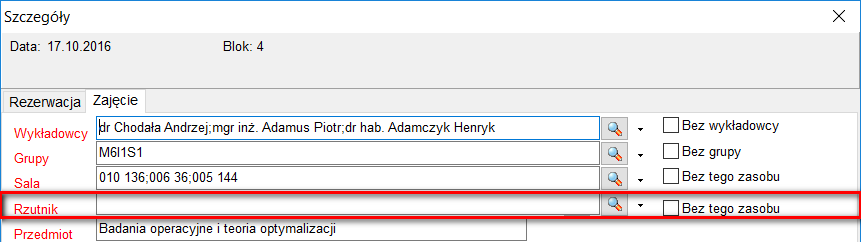 Szczegóły
Data: 17.10.2016 Blok: 4
Rezerwacja Zajęcie
Wykładowcy dr Chodała Andrzej;mgr inż. Adamus Piotr;dr hab. Adamczyk Henryk Bez wykładowcy
Grupy M6I1S1 Bez grupy
Sala 010 136;006 36;005 144 Bez tego zasobu
Rzutnik Bez tego zasobu
Przedmiot Badania operacyjne i teoria optymalizacji